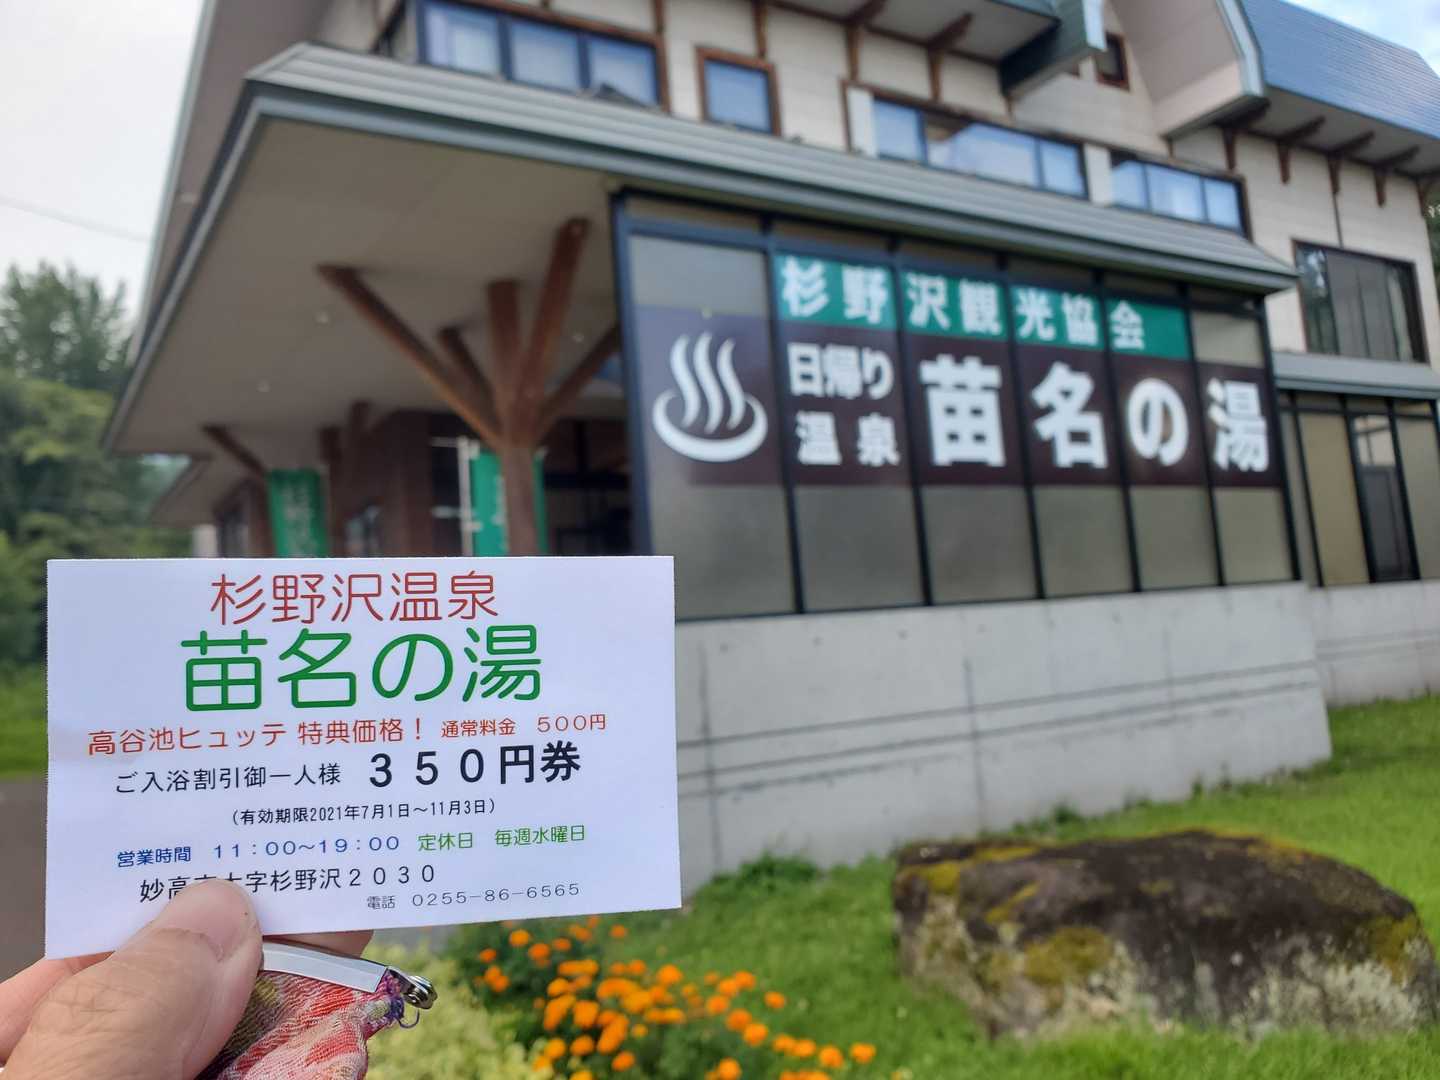 杉野沢観光協会
日帰り
温泉
苗名の湯
杉野沢温泉
苗名の湯
高谷池ヒュッテ 特典価格！ 通常料金 500円
ご入浴割引御一人様 350円券
（有効期限2021年7月1日〜11月3日）
営業時間 11：00〜19：00 定休日 毎週水曜日
妙高市大字杉野沢2030
電話 0255-86-6565